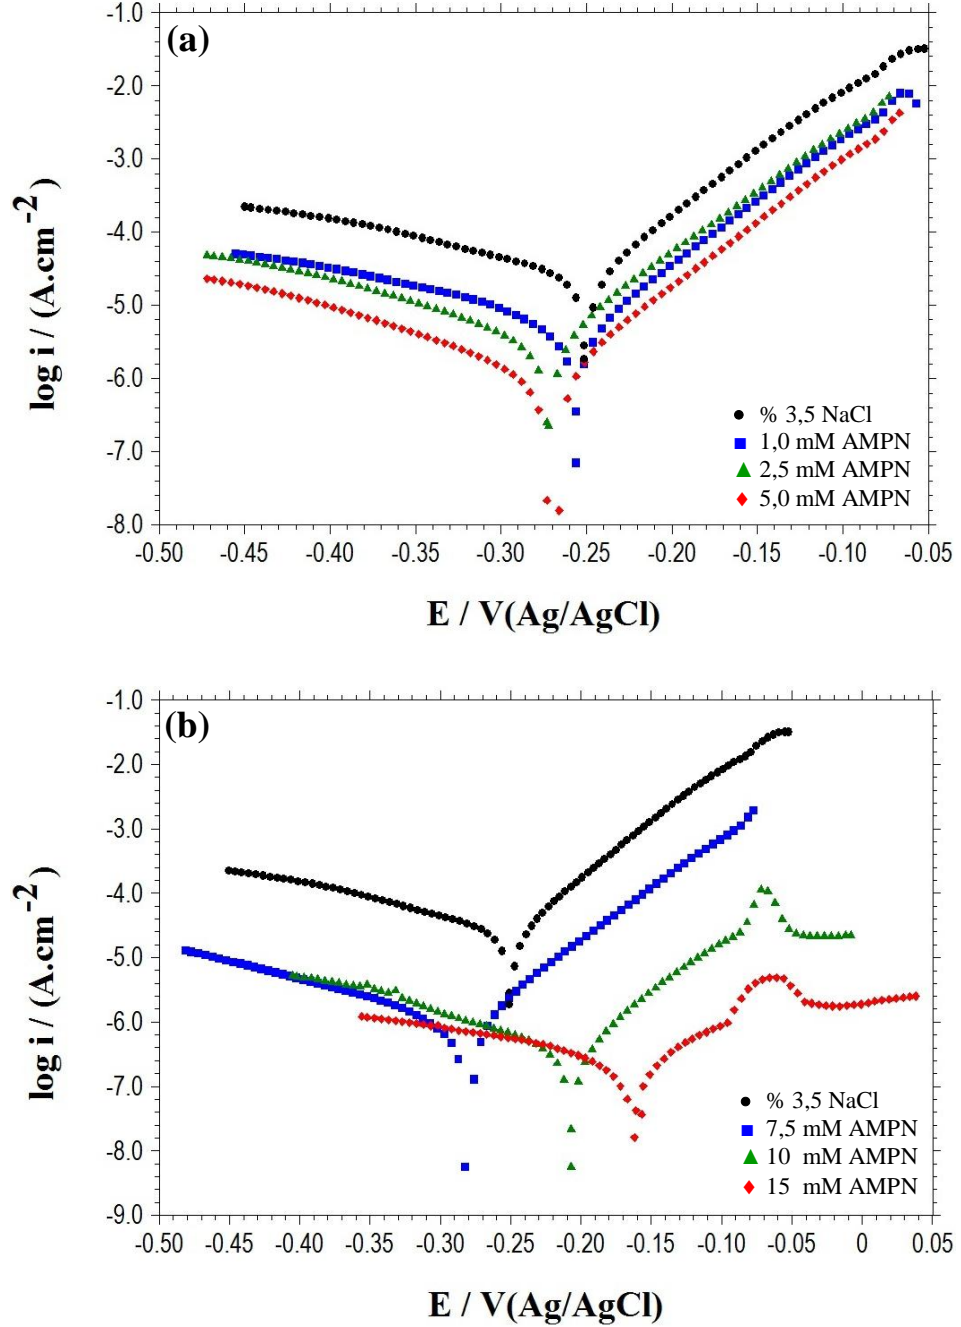 (a)
-1.0
-2.0
-3.0
-4.0
-5.0
-6.0
-7.0
-8.0
log i / (A.cm-2)
% 3,5 NaCl
1,0 mM AMPN
2,5 mM AMPN
5,0 mM AMPN
-0.50 -0.45 -0.40 -0.35 -0.30 -0.25 -0.20 -0.15 -0.10 -0.05
E / V(Ag/AgCl)
(b)
-1.0
-2.0
-3.0
-4.0
-5.0
-6.0
-7.0
-8.0
-9.0
log i / (A.cm-2)
% 3,5 NaCl
7,5 mM AMPN
10 mM AMPN
15 mM AMPN
-0.50 -0.45 -0.40 -0.35 -0.30 -0.25 -0.20 -0.15 -0.10 -0.05 0 0.05
E / V(Ag/AgCl)